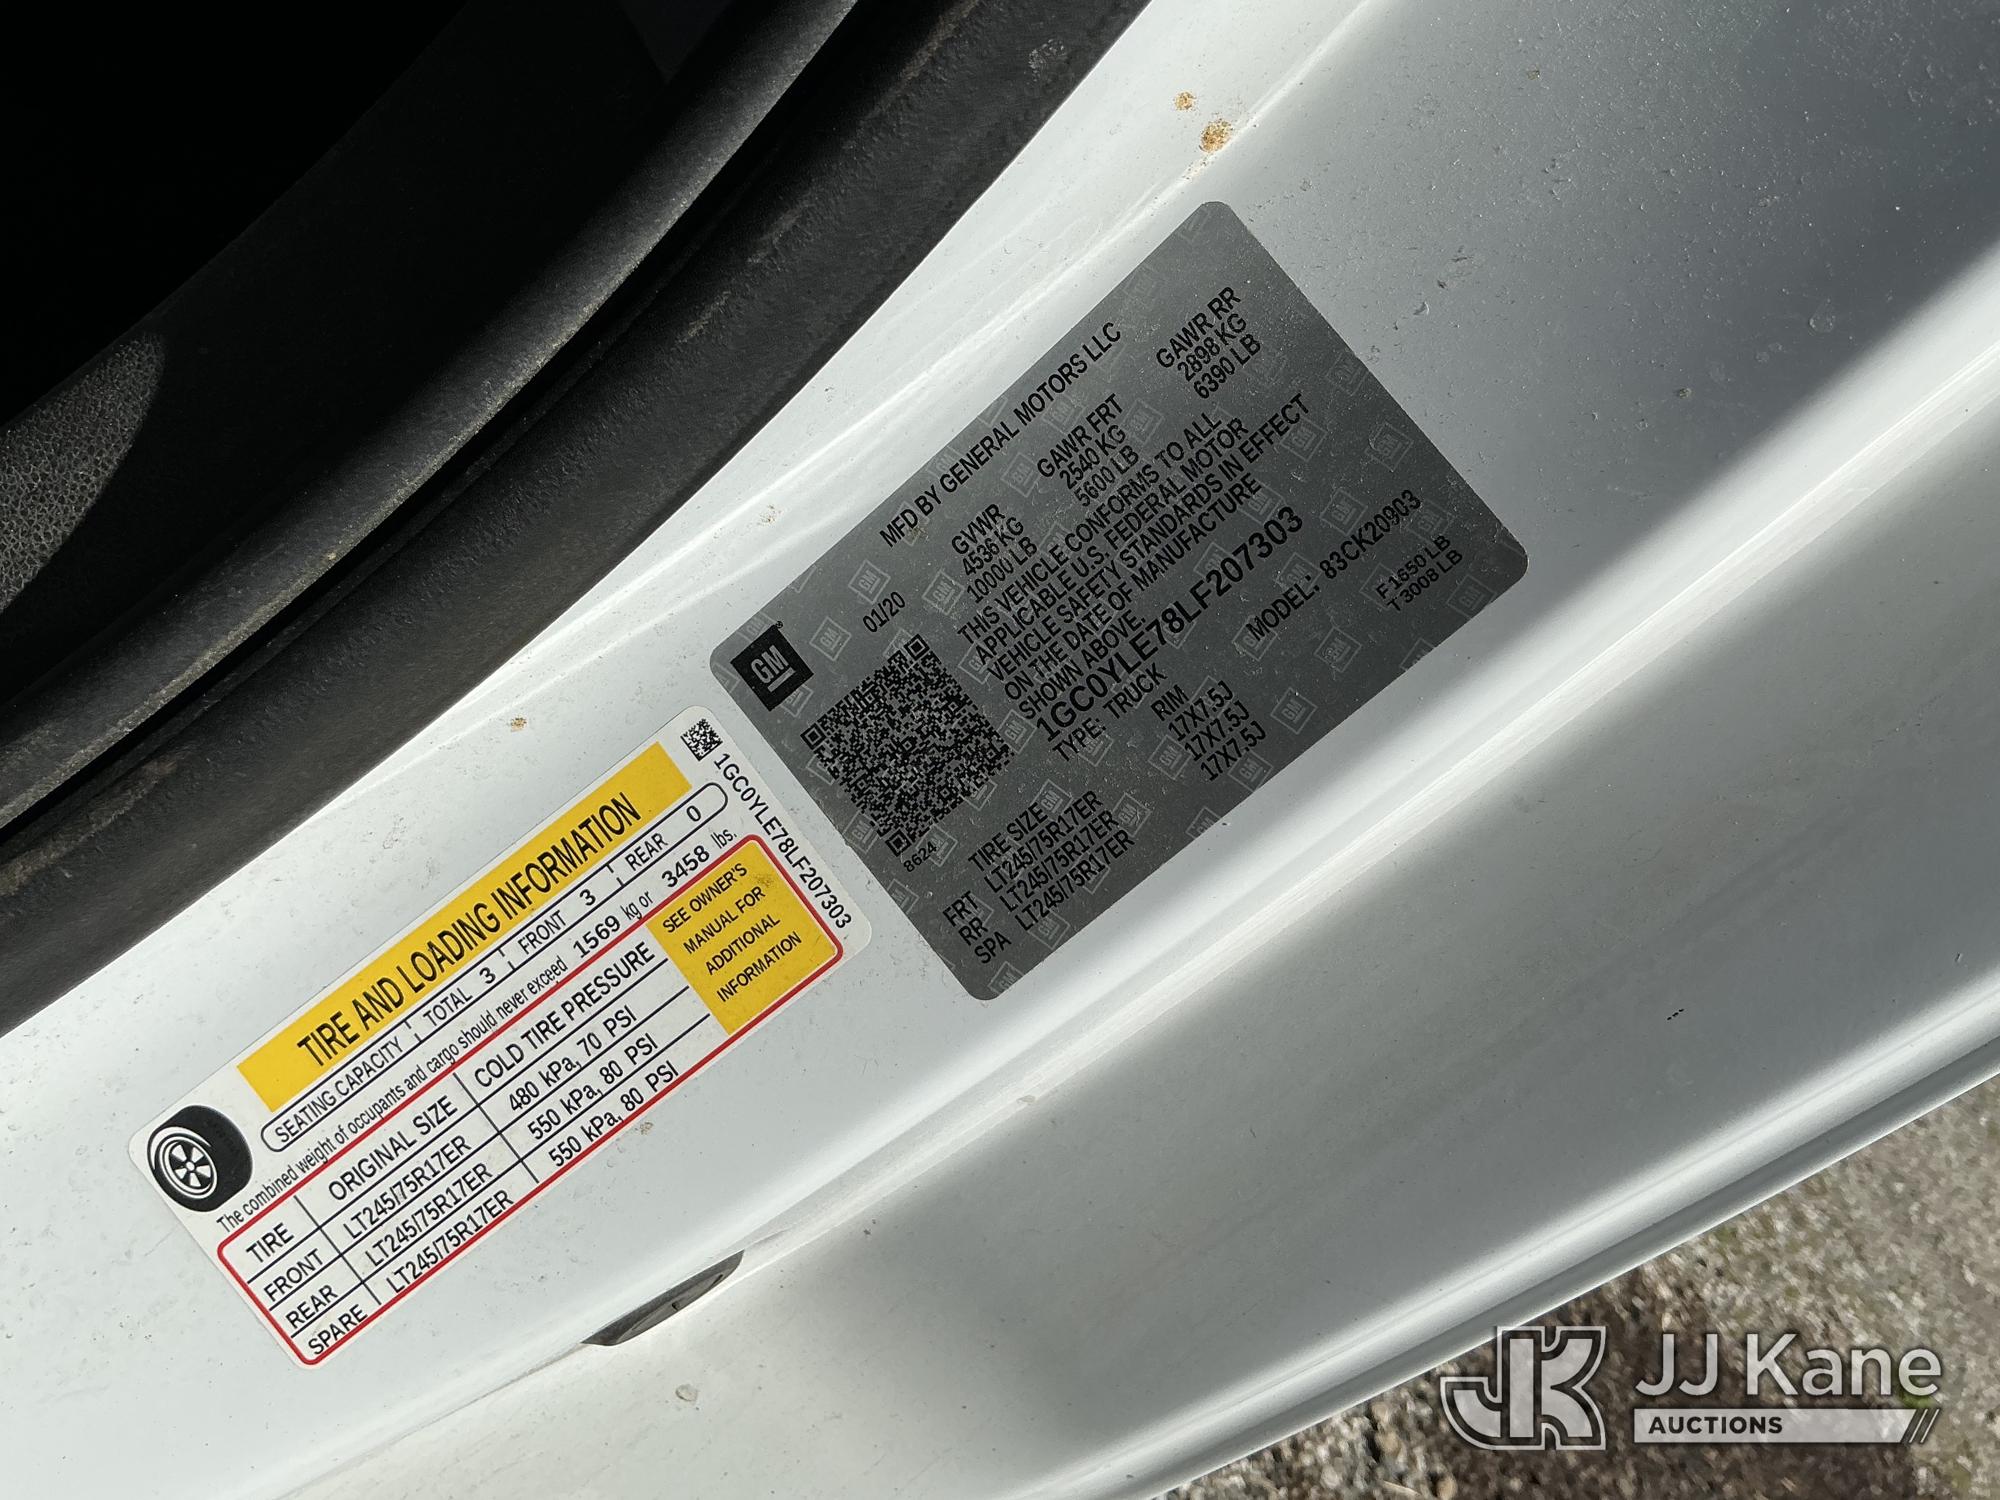 MFD BY GENERAL MOTORS LLC
GM
01/20
GVWR GAWR FRT GAWR RR
4536 KG 2540 KG 2898 KG
10000 LB 5600 LB 6390 LB
THIS VEHICLE CONFORMS TO ALL
APPLICABLE U.S. FEDERAL MOTOR
VEHICLE SAFETY STANDARDS IN EFFECT
ON THE DATE OF MANUFACTURE
SHOWN ABOVE.
1GC0YLE78LF207303
TYPE: TRUCK MODEL: 83CK20903
8624
TIRE SIZE RIM F 1650 LB
FRT LT245/75R17ER 17X7.5J T 3008 LB
RR LT245/75R17ER 17X7.5J
SPA LT245/75R17ER 17X7.5J
TIRE AND LOADING INFORMATION
1GC0YLE78LF207303
SEATING CAPACITY TOTAL 3 FRONT 3 REAR 0
The combined weight of occupants and cargo should never exceed 1569 kg or 3458 lbs.
TIRE ORIGINAL SIZE COLD TIRE PRESSURE
FRONT LT245/75R17ER 480 kPa, 70 PSI
REAR LT245/75R17ER 550 kPa, 80 PSI
SPARE LT245/75R17ER 550 kPa, 80 PSI
SEE OWNER'S
MANUAL FOR
ADDITIONAL
INFORMATION
JK JJ Kane
AUCTIONS